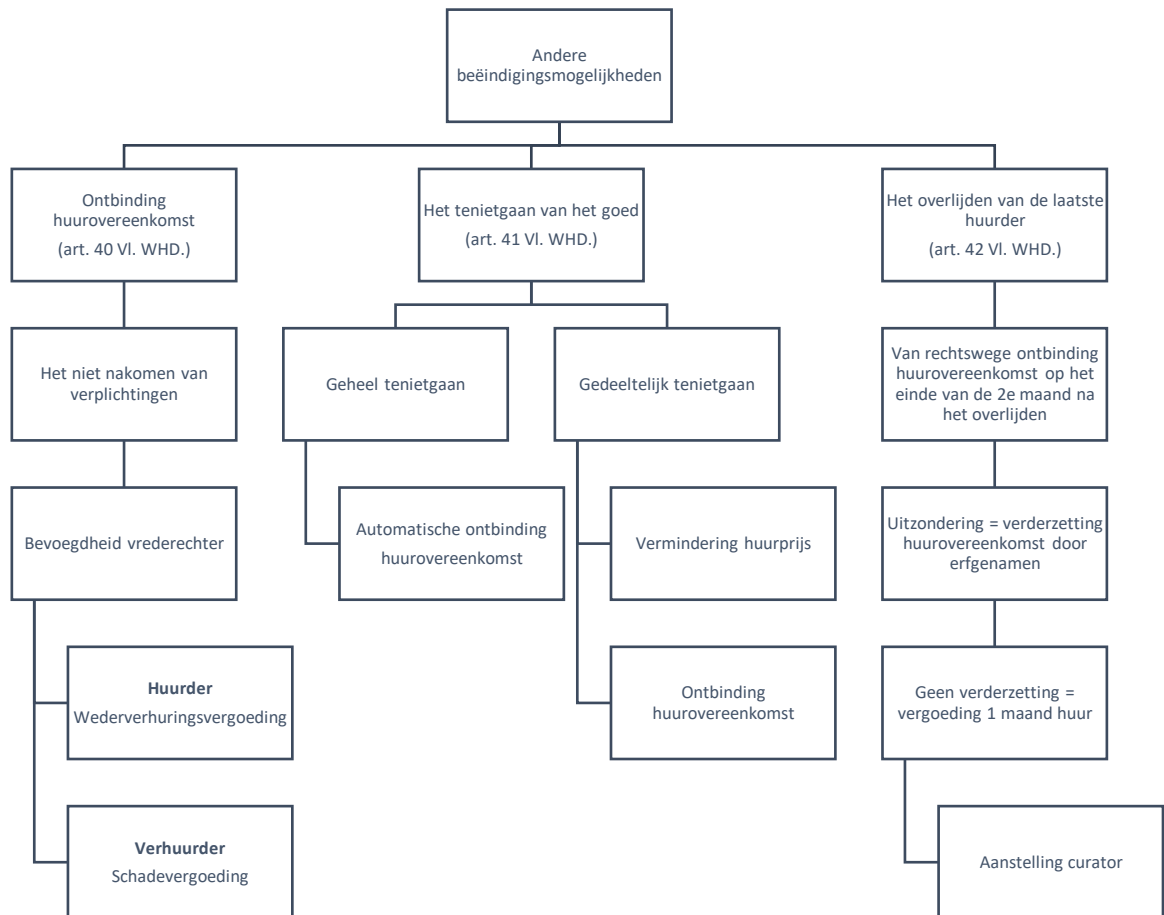 Andere
beëindigingsmogelijkheden
Ontbinding
huurovereenkomst
(art. 40 Vl. WHD.)
Het niet nakomen van
verplichtingen
Bevoegdheid vrederechter
Huurder
Wederverhuringsvergoeding
Verhuurder
Schadevergoeding
Het tenietgaan van het goed
(art. 41 Vl. WHD.)
Geheel tenietgaan
Automatische ontbinding
huurovereenkomst
Gedeeltelijk tenietgaan
Vermindering huurprijs
Ontbinding
huurovereenkomst
Het overlijden van de laatste
huurder
(art. 42 Vl. WHD.)
Van rechtswege ontbinding
huurovereenkomst op het
einde van de 2e maand na
het overlijden
Uitzondering = verderzetting
huurovereenkomst door
erfgenamen
Geen verderzetting =
vergoeding 1 maand huur
Aanstelling curator